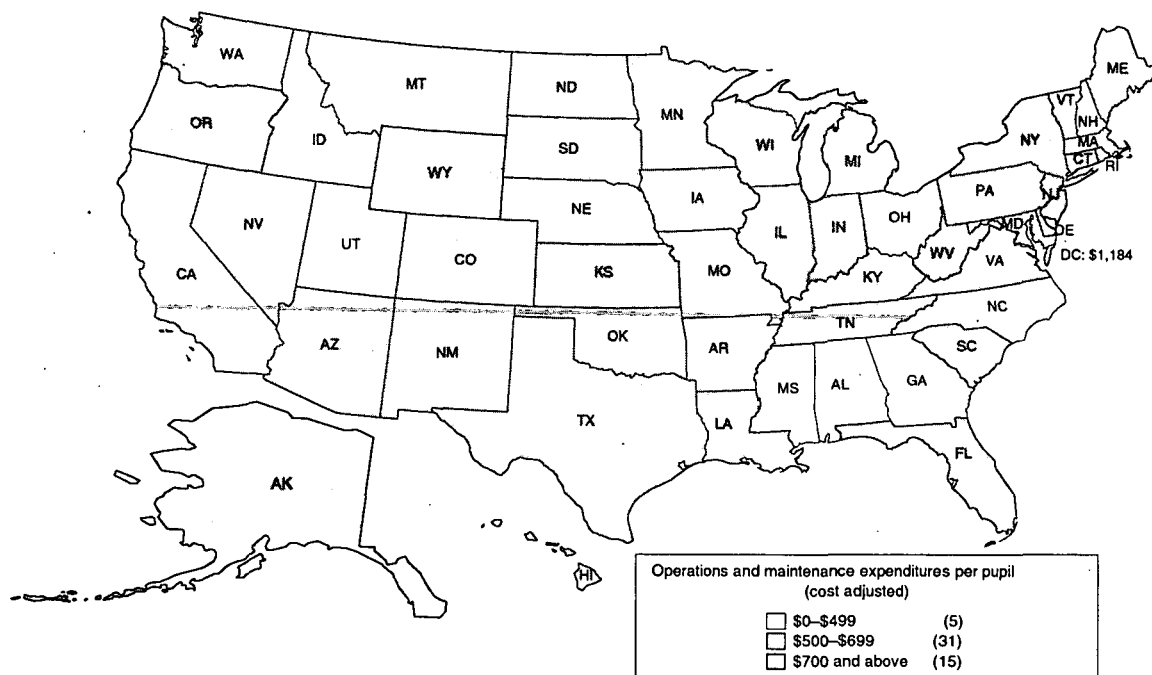 WA
MT
ND
MN
ME
VT
NH
OR
ID
SD
WI
MI
NY
MA
CT
RI
WY
IA
PA
NJ
NV
UT
NE
IL
IN
OH
MD
DE
CA
CO
KS
MO
WV
VA
DC: $1,184
KY
AZ
NM
OK
AR
TN
NC
SC
TX
LA
MS
AL
GA
FL
AK
HI
Operations and maintenance expenditures per pupil
(cost adjusted)
$0–$499 (5)
$500–$699 (31)
$700 and above (15)